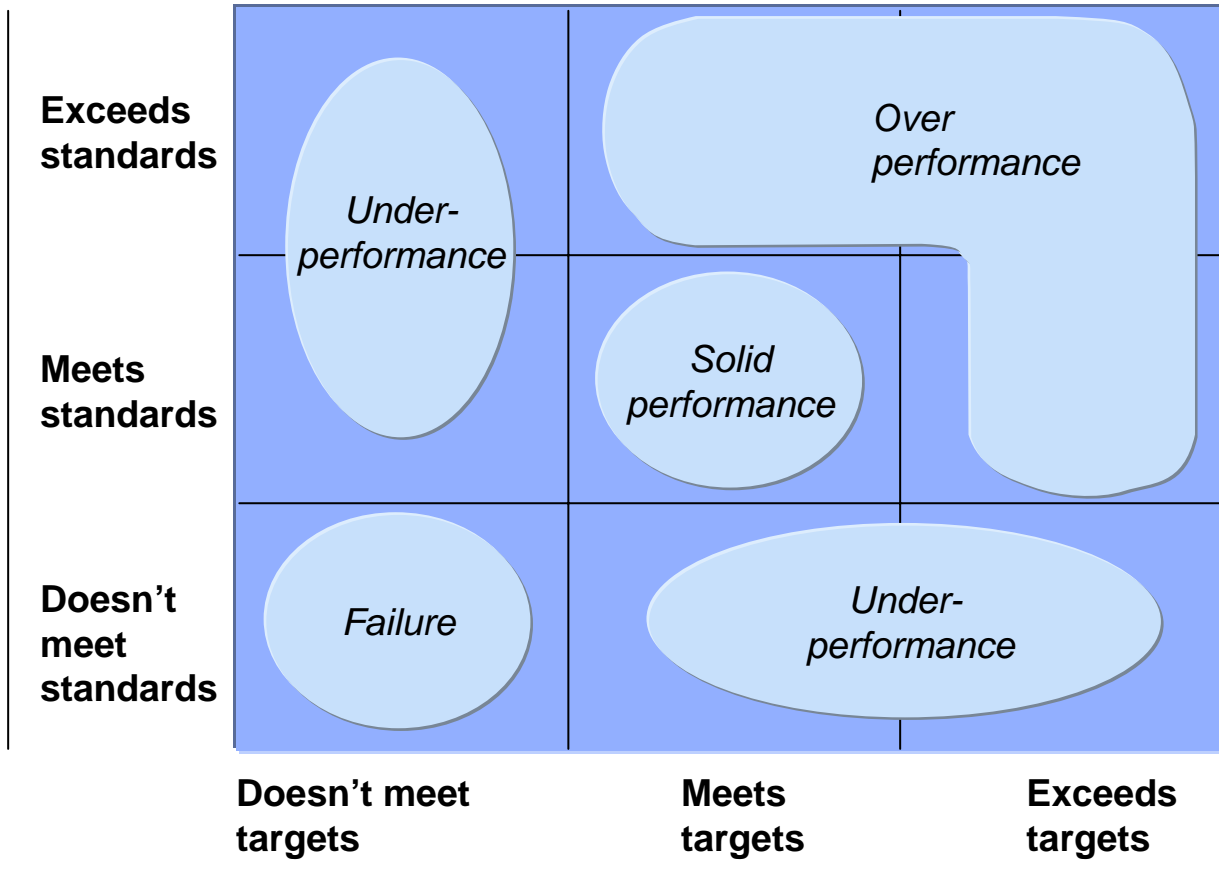 Exceeds
standards
Under-
performance
Over
performance
Meets
standards
Solid
performance
Doesn’t
meet
standards
Failure
Under-
performance
Doesn’t meet
targets
Meets
targets
Exceeds
targets